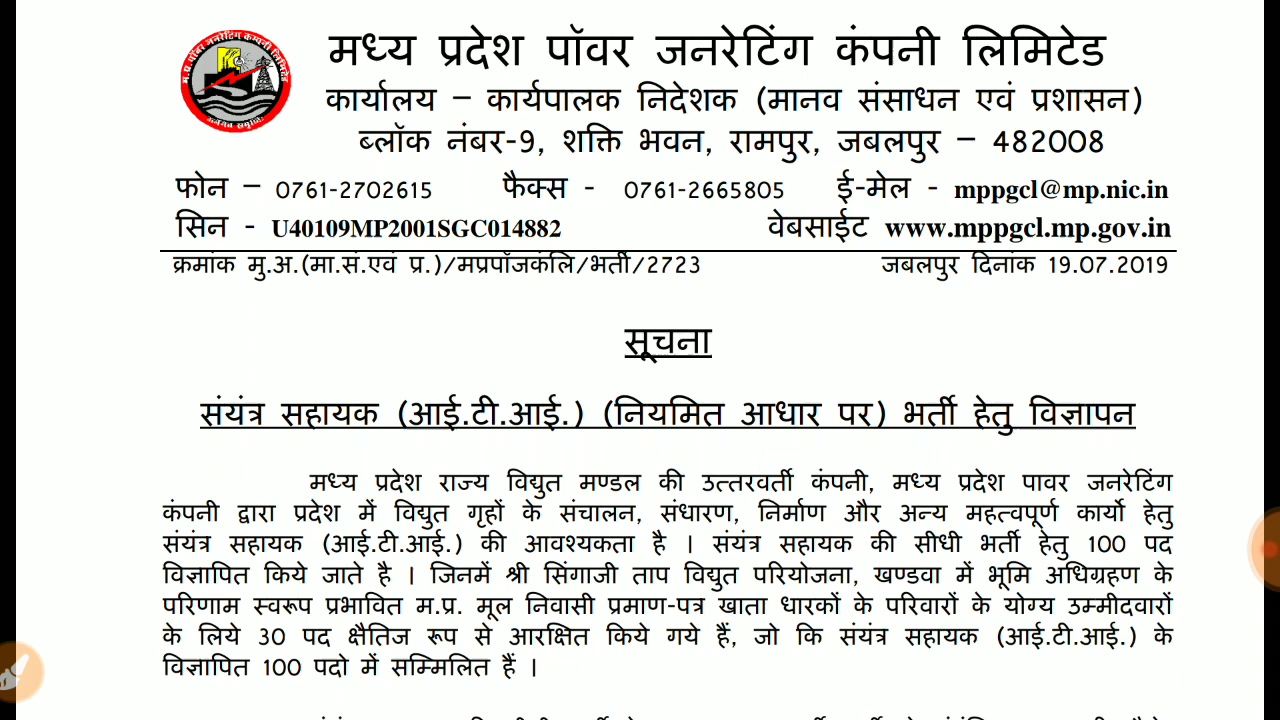 मध्य प्रदेश पॉवर जनरेटिंग कंपनी लिमिटेड
कार्यालय – कार्यपालक निदेशक (मानव संसाधन एवं प्रशासन)
ब्लॉक नंबर-9, शक्ति भवन, रामपुर, जबलपुर – 482008
फोन – 0761-2702615 फैक्स - 0761-2665805 ई-मेल - mppgcl@mp.nic.in
सिन - U40109MP2001SGC014882 वेबसाईट www.mppgcl.mp.gov.in
क्रमांक मु.अ.(मा.सं.एवं प्र.)/मप्रपॉजकंलि/भर्ती/2723 जबलपुर दिनांक 19.07.2019
सूचना
संयंत्र सहायक (आई.टी.आई.) (नियमित आधार पर) भर्ती हेतु विज्ञापन
मध्य प्रदेश राज्य विद्युत मण्डल की उत्तरवर्ती कंपनी, मध्य प्रदेश पावर जनरेटिंग
कंपनी द्वारा प्रदेश में विद्युत गृहों के संचालन, संधारण, निर्माण और अन्य महत्वपूर्ण कार्यो हेतु
संयंत्र सहायक (आई.टी.आई.) की आवश्यकता है । संयंत्र सहायक की सीधी भर्ती हेतु 100 पद
विज्ञापित किये जाते है । जिनमें श्री सिंगाजी ताप विद्युत परियोजना, खण्डवा में भूमि अधिग्रहण के
परिणाम स्वरूप प्रभावित म.प्र. मूल निवासी प्रमाण-पत्र खाता धारकों के परिवारों के योग्य उम्मीदवारों
के लिये 30 पद क्षैतिज रूप से आरक्षित किये गये हैं, जो कि संयंत्र सहायक (आई.टी.आई.) के
विज्ञापित 100 पदो में सम्मिलित हैं ।